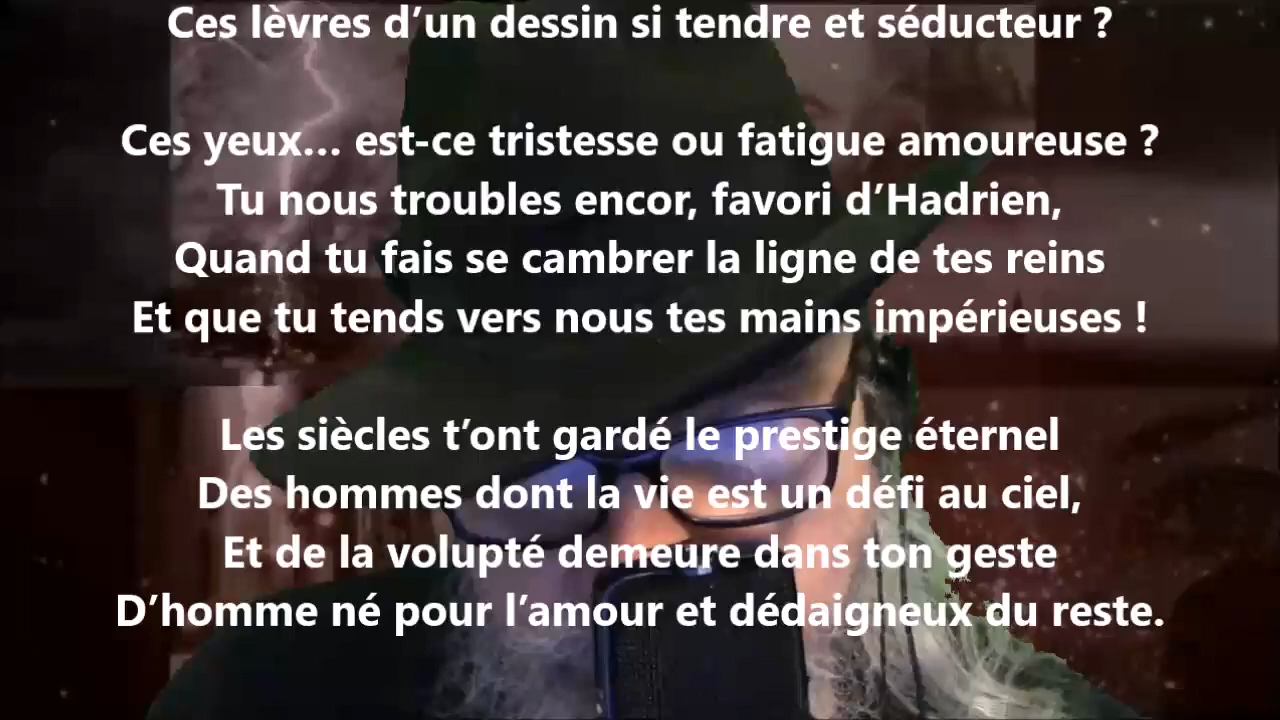 Ces lèvres d’un dessin si tendre et séducteur ?
Ces yeux… est-ce tristesse ou fatigue amoureuse ?
Tu nous troubles encor, favori d’Hadrien,
Quand tu fais se cambrer la ligne de tes reins
Et que tu tends vers nous tes mains impérieuses !
Les siècles t’ont gardé le prestige éternel
Des hommes dont la vie est un défi au ciel,
Et de la volupté demeure dans ton geste
D’homme né pour l’amour et dédaigneux du reste.